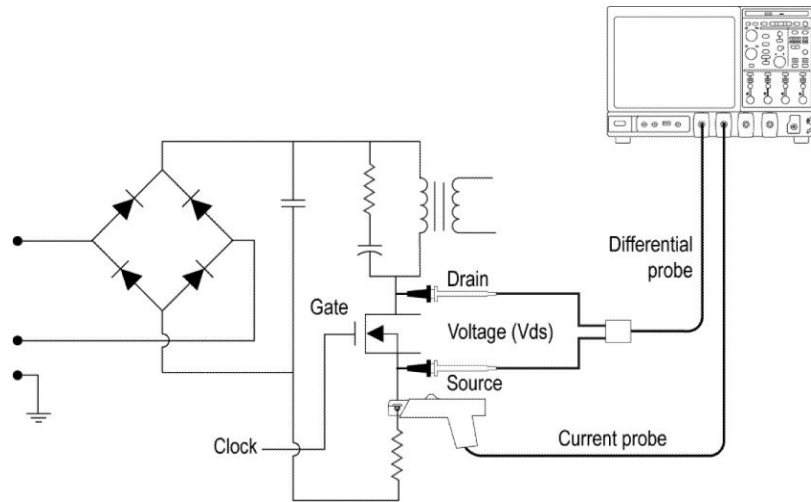 Differential
probe
Drain
Gate
Voltage (Vds)
Source
Clock
Current probe